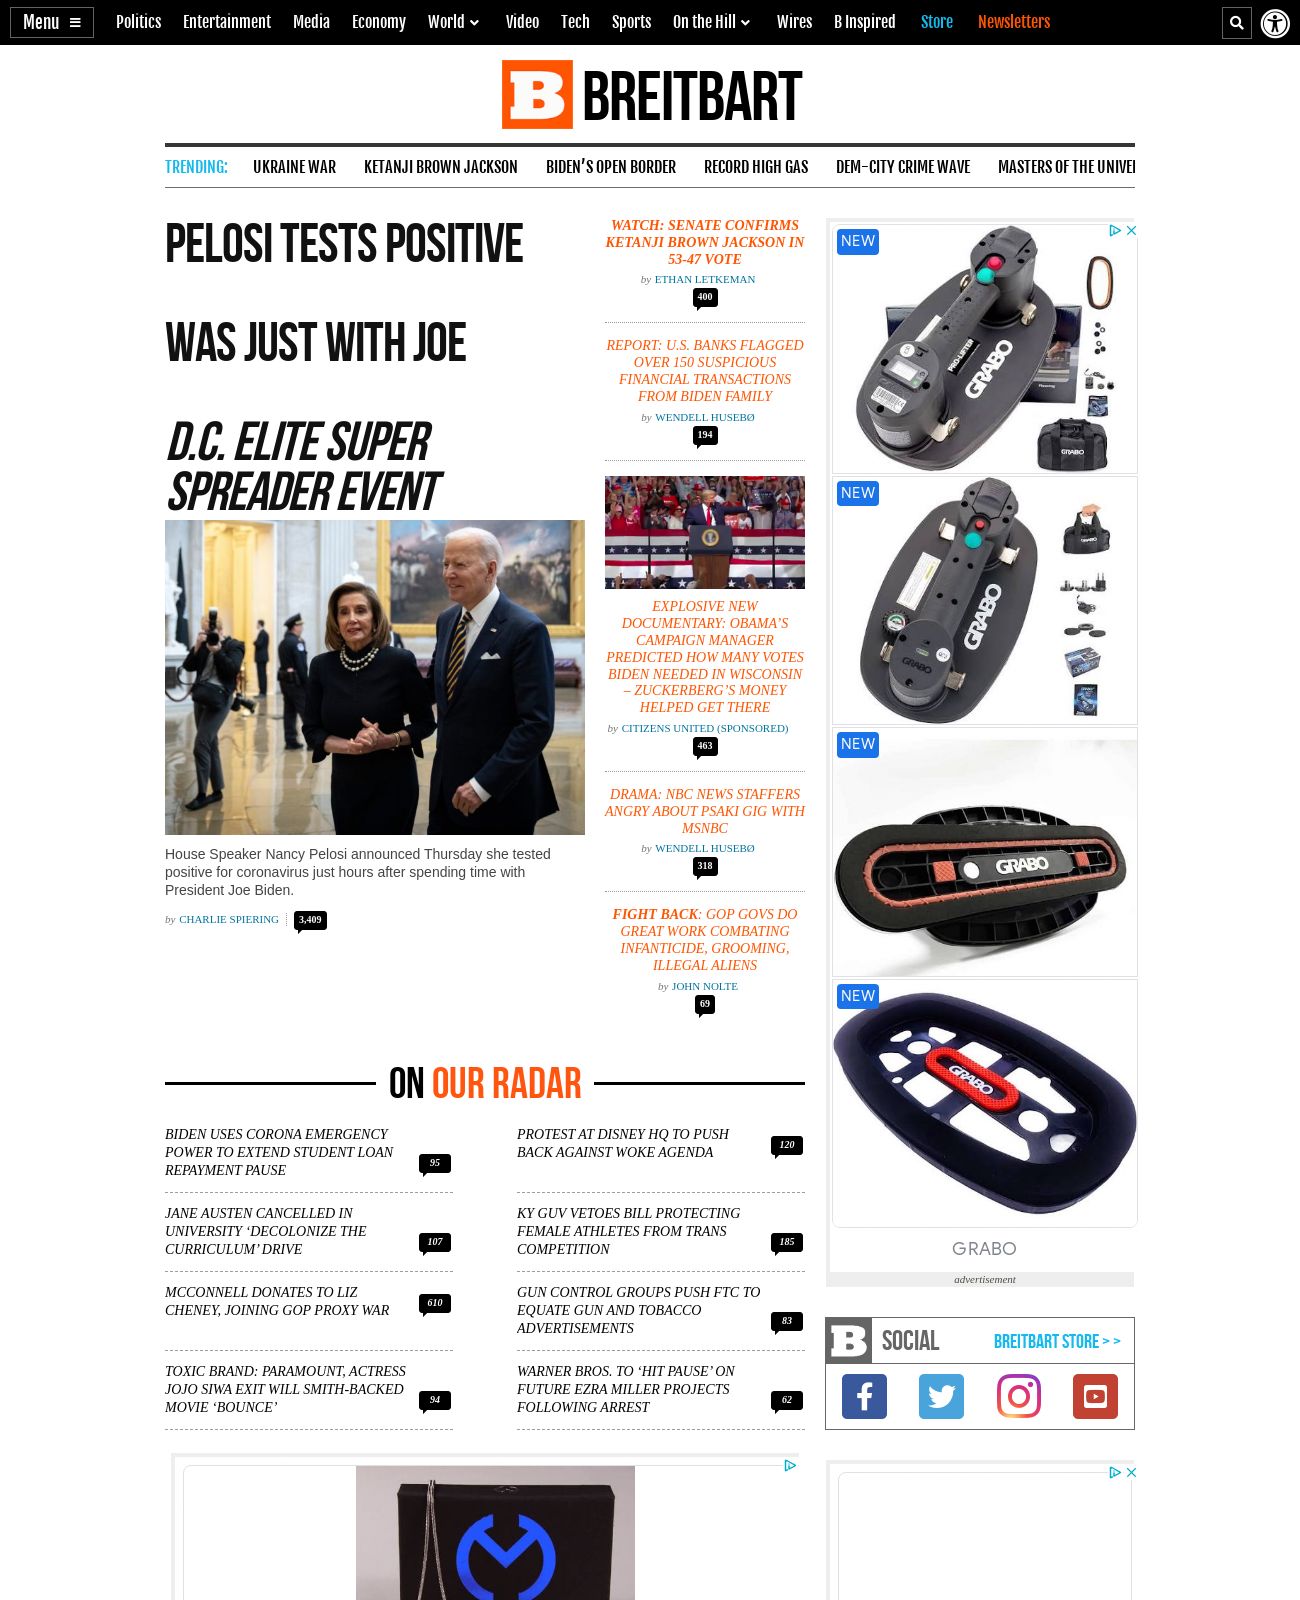 Menu
Politics
Entertainment
Media
Economy
World
Video
Tech
Sports
On the Hill
Wires
B Inspired
Store
Newsletters
B BREITBART
TRENDING:
UKRAINE WAR
KETANJI BROWN JACKSON
BIDEN’S OPEN BORDER
RECORD HIGH GAS
DEM-CITY CRIME WAVE
MASTERS OF THE UNIVE
PELOSI TESTS POSITIVE
WAS JUST WITH JOE
D.C. ELITE SUPER
SPREADER EVENT
House Speaker Nancy Pelosi announced Thursday she tested
positive for coronavirus just hours after spending time with
President Joe Biden.
by CHARLIE SPIERING
3,409
WATCH: SENATE CONFIRMS
KETANJI BROWN JACKSON IN
53-47 VOTE
by ETHAN LETKEMAN
400
REPORT: U.S. BANKS FLAGGED
OVER 150 SUSPICIOUS
FINANCIAL TRANSACTIONS
FROM BIDEN FAMILY
by WENDELL HUSEBØ
194
EXPLOSIVE NEW
DOCUMENTARY: OBAMA’S
CAMPAIGN MANAGER
PREDICTED HOW MANY VOTES
BIDEN NEEDED IN WISCONSIN
– ZUCKERBERG’S MONEY
HELPED GET THERE
by CITIZENS UNITED (SPONSORED)
463
DRAMA: NBC NEWS STAFFERS
ANGRY ABOUT PSAKI GIG WITH
MSNBC
by WENDELL HUSEBØ
318
FIGHT BACK: GOP GOVS DO
GREAT WORK COMBATING
INFANTICIDE, GROOMING,
ILLEGAL ALIENS
by JOHN NOLTE
69
NEW
PRO-LIFTER
GRABO
GRABO
NEW
GRABO
GRABO
GRABO
NEW
GRABO
NEW
GRABO
GRABO
advertisement
ON OUR RADAR
BIDEN USES CORONA EMERGENCY
POWER TO EXTEND STUDENT LOAN
REPAYMENT PAUSE
95
PROTEST AT DISNEY HQ TO PUSH
BACK AGAINST WOKE AGENDA
120
JANE AUSTEN CANCELLED IN
UNIVERSITY ‘DECOLONIZE THE
CURRICULUM’ DRIVE
107
KY GUV VETOES BILL PROTECTING
FEMALE ATHLETES FROM TRANS
COMPETITION
185
MCCONNELL DONATES TO LIZ
CHENEY, JOINING GOP PROXY WAR
610
GUN CONTROL GROUPS PUSH FTC TO
EQUATE GUN AND TOBACCO
ADVERTISEMENTS
83
TOXIC BRAND: PARAMOUNT, ACTRESS
JOJO SIWA EXIT WILL SMITH-BACKED
MOVIE ‘BOUNCE’
94
WARNER BROS. TO ‘HIT PAUSE’ ON
FUTURE EZRA MILLER PROJECTS
FOLLOWING ARREST
62
B SOCIAL
BREITBART STORE > >